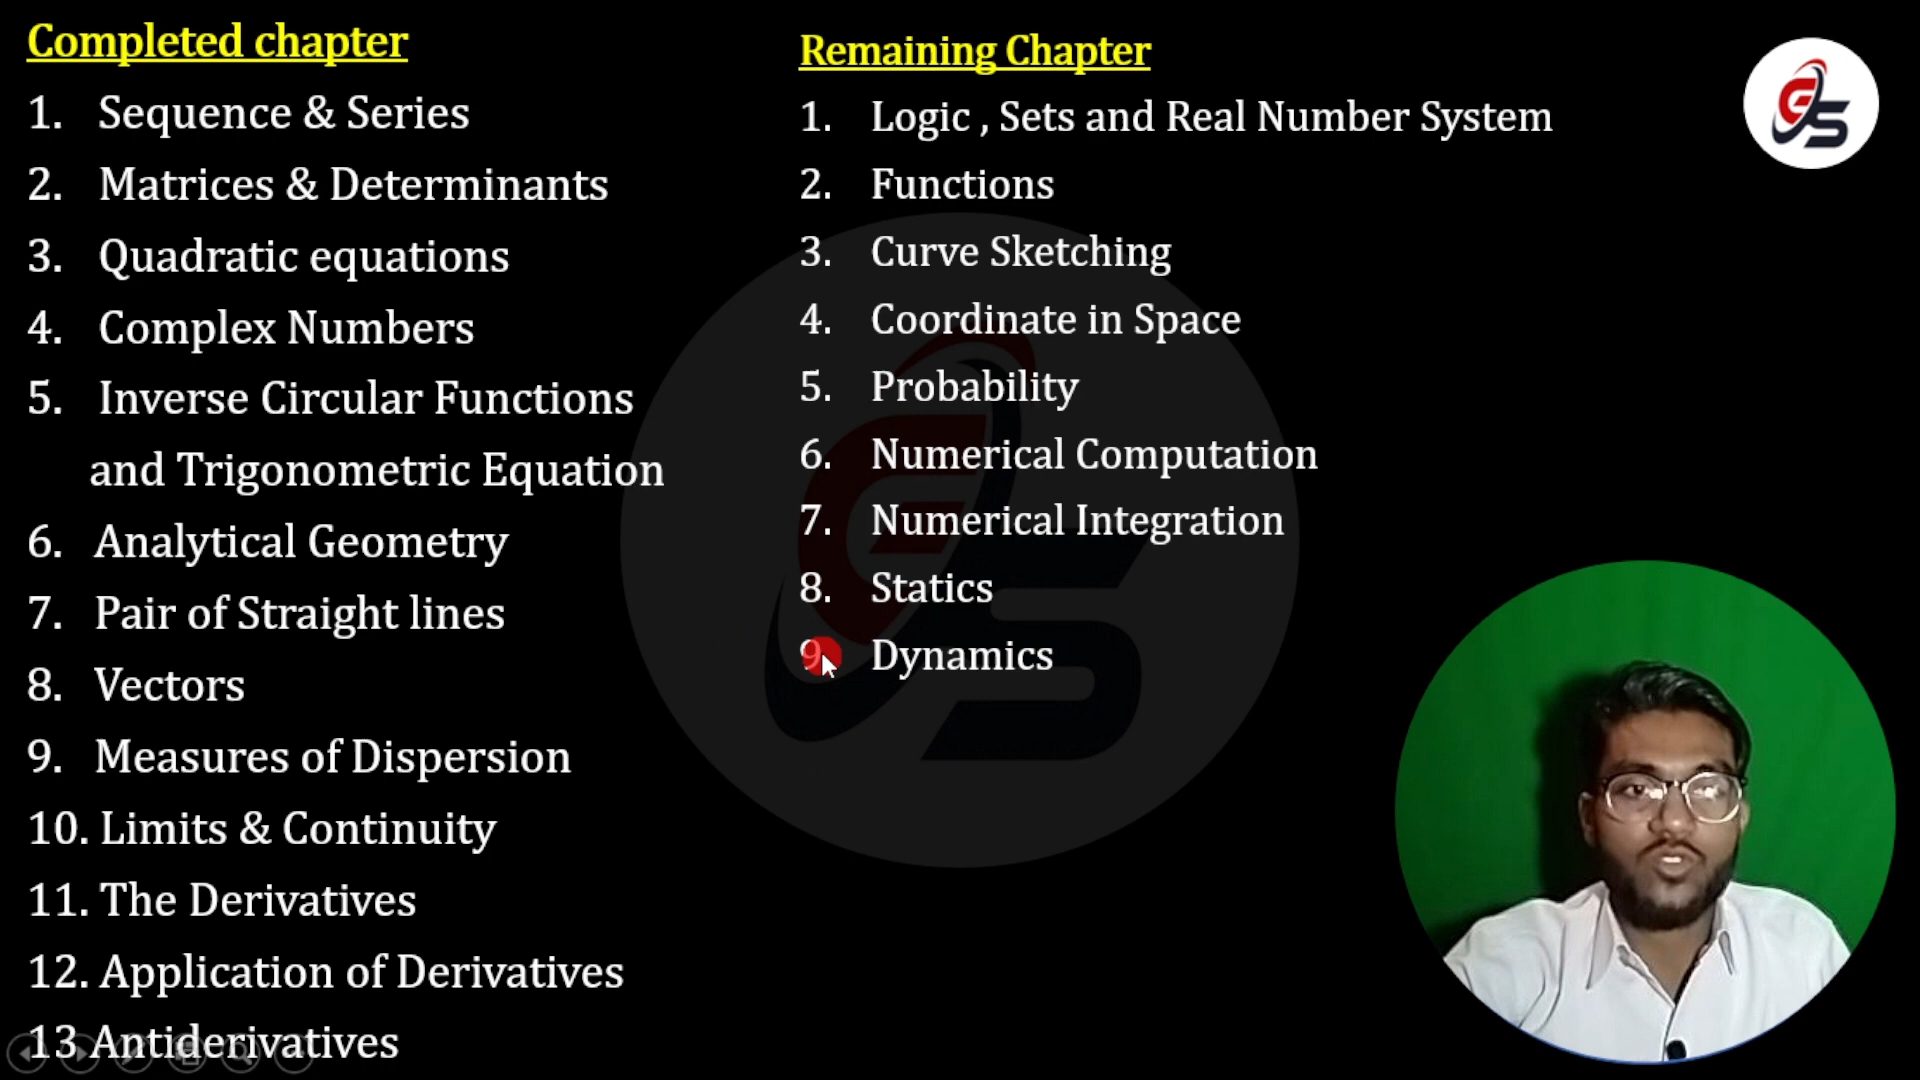 Completed chapter
1. Sequence & Series
2. Matrices & Determinants
3. Quadratic equations
4. Complex Numbers
5. Inverse Circular Functions
and Trigonometric Equation
6. Analytical Geometry
7. Pair of Straight lines
8. Vectors
9. Measures of Dispersion
10. Limits & Continuity
11. The Derivatives
12. Application of Derivatives
13 Antiderivatives
Remaining Chapter
1. Logic , Sets and Real Number System
2. Functions
3. Curve Sketching
4. Coordinate in Space
5. Probability
6. Numerical Computation
7. Numerical Integration
8. Statics
9. Dynamics